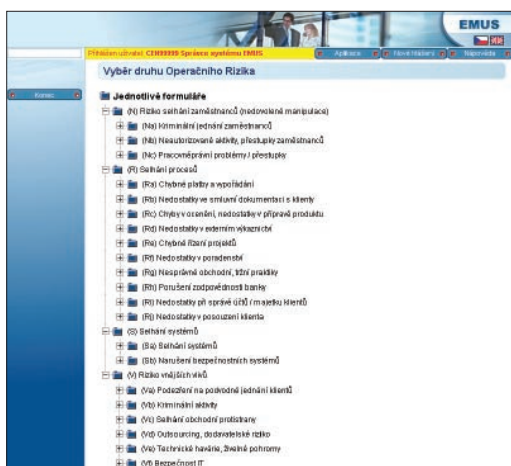 EMUS
Přihlášen uživatel: CEN99999 Správce systému EMUS
Aplikace
Nové hlášení
Nápověda
Výběr druhu Operačního Rizika
Konec
Jednotlivé formuláře
(N) Riziko selhání zaměstnanců (nedovolené manipulace)
(Na) Kriminální jednání zaměstnanců
(Nb) Neautorizované aktivity, přestupky zaměstnanců
(Nc) Pracovněprávní problémy / přestupky
(R) Selhání procesů
(Ra) Chybné platby a vypořádání
(Rb) Nedostatky ve smluvní dokumentaci s klienty
(Rc) Chyby v ocenění, nedostatky v přípravě produktu
(Rd) Nedostatky v externím výkaznictví
(Re) Chybné řízení projektů
(Rf) Nedostatky v poradenství
(Rg) Nesprávné obchodní, tržní praktiky
(Rh) Porušení zodpovědnosti banky
(Ri) Nedostatky při správě účtů / majetku klientů
(Rj) Nedostatky v posouzení klienta
(S) Selhání systémů
(Sa) Selhání systémů
(Sb) Narušení bezpečnostních systémů
(V) Riziko vnějších vlivů
(Va) Podezření na podvodné jednání klientů
(Vb) Kriminální aktivity
(Vc) Selhání obchodní protistrany
(Vd) Outsourcing, dodavatelské riziko
(Ve) Technické havárie, živelné pohromy
(Vf) Bezpečnost IT